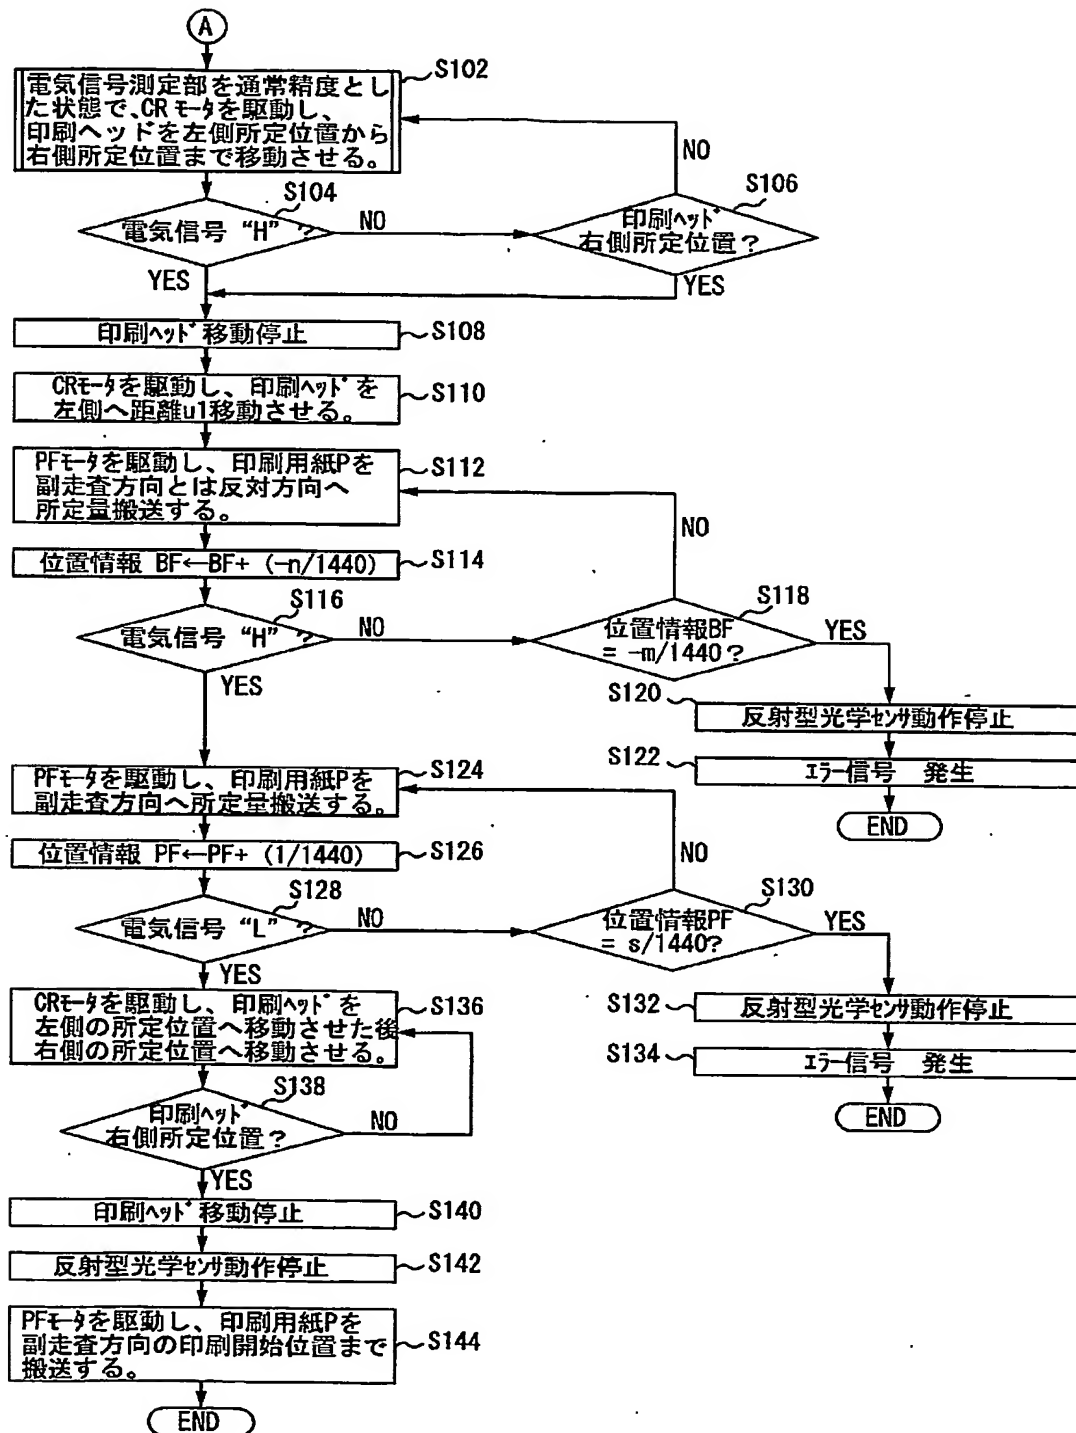 A
電気信号測定部を通常精度とし
た状態で、CRモータを駆動し、
印刷ヘッドを左側所定位置から
右側所定位置まで移動させる。
S102
S104
電気信号 “H” ?
NO
YES
S106
印刷ヘッド
右側所定位置?
NO
YES
印刷ヘッド移動停止
S108
CRモータを駆動し、印刷ヘッドを
左側へ距離u1移動させる。
S110
PFモータを駆動し、印刷用紙Pを
副走査方向とは反対方向へ
所定量搬送する。
S112
位置情報 BF←BF+ (-n/1440)
S114
S116
電気信号 “H” ?
NO
YES
S118
位置情報BF
= -m/1440?
NO
YES
S120
反射型光学センサ動作停止
S122
エラー信号 発生
END
PFモータを駆動し、印刷用紙Pを
副走査方向へ所定量搬送する。
S124
位置情報 PF←PF+ (1/1440)
S126
S128
電気信号 “L” ?
NO
YES
S130
位置情報PF
= s/1440?
NO
YES
S132
反射型光学センサ動作停止
S134
エラー信号 発生
END
CRモータを駆動し、印刷ヘッドを
左側の所定位置へ移動させた後
右側の所定位置へ移動させる。
S136
S138
印刷ヘッド
右側所定位置?
NO
YES
印刷ヘッド移動停止
S140
反射型光学センサ動作停止
S142
PFモータを駆動し、印刷用紙Pを
副走査方向の印刷開始位置まで
搬送する。
S144
END